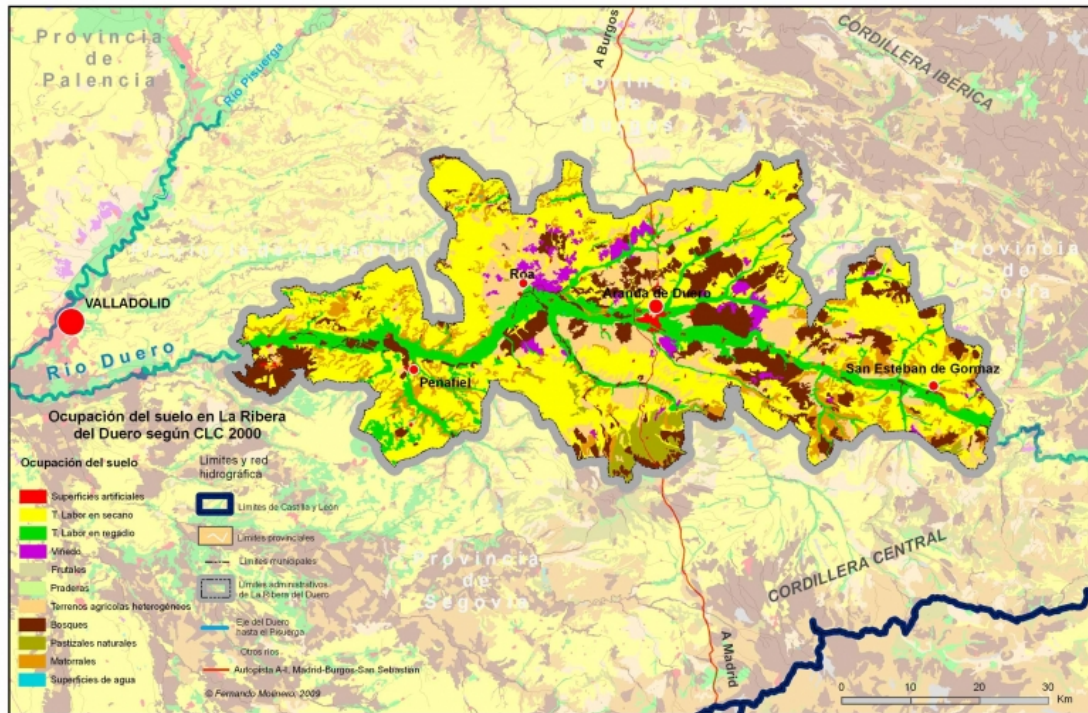 Provincia
de
Palencia
Río Pisuerga
A Burgos
CORDILLERA IBERICA
Provincia
de
Burgos
Provincia
de
Soria
VALLADOLID
Río Duero
Roa
Aranda de Duero
Peñafiel
San Esteban de Gormaz
Provincia
de
Segovia
CORDILLERA CENTRAL
A Madrid
Ocupación del suelo en La Ribera
del Duero según CLC 2000
Ocupación del suelo
Superficies artificiales
T. Labor en secano
T. Labor en regadío
Viñedo
Frutales
Praderas
Terrenos agrícolas heterogéneos
Bosques
Pastizales naturales
Matorrales
Superficies de agua
Límites y red
hidrográfica
Límites de Castilla y León
Límites provinciales
Límites municipales
Límites administrativos
de La Ribera del Duero
Eje del Duero
hasta el Pisuerga
Otros ríos
Autopista A-I, Madrid-Burgos-San Sebastián
© Fernando Molinero, 2009
0 5 10 20 30
Km